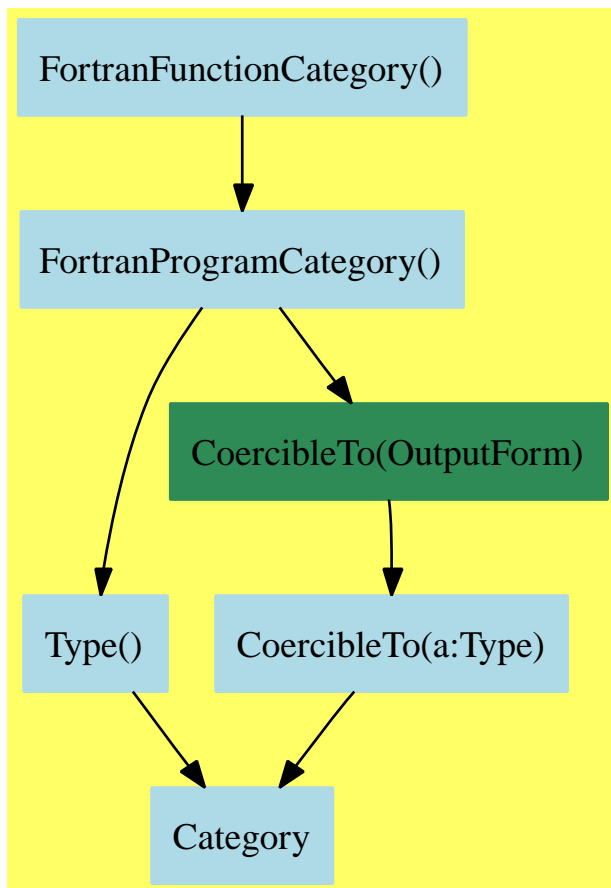 FortranFunctionCategory()
FortranProgramCategory()
CoercibleTo(OutputForm)
Type()
CoercibleTo(a:Type)
Category